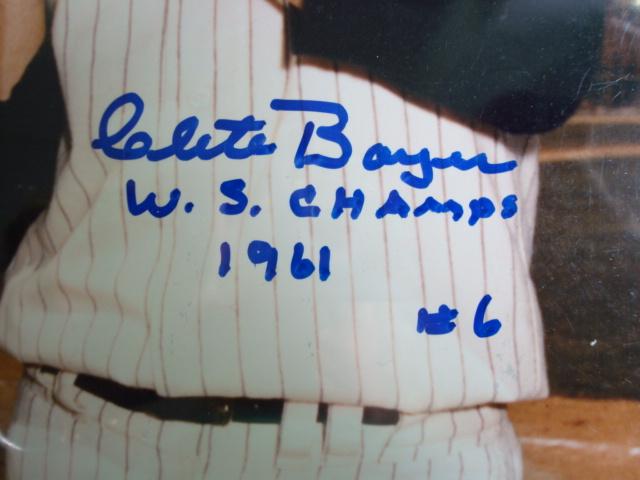 Clete Boyer
W. S. CHAMPS
1961
#6